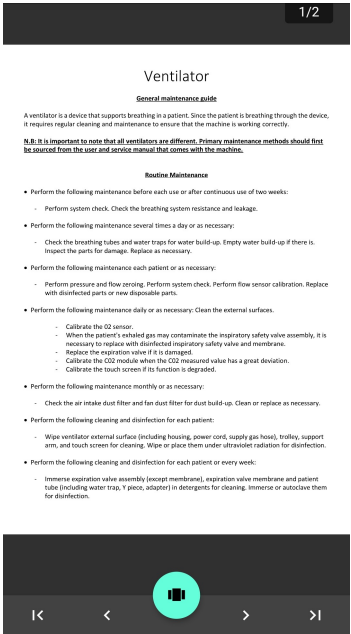 1/2
Ventilator
General maintenance guide
A ventilator is a device that supports breathing in a patient. Since the patient is breathing through the device,
it requires regular cleaning and maintenance to ensure that the machine is working correctly.
N.B: It is important to note that all ventilators are different. Primary maintenance methods should first
be sourced from the user and service manual that comes with the machine.
Routine Maintenance
• Perform the following maintenance before each use or after continuous use of two weeks:
- Perform system check. Check the breathing system resistance and leakage.
• Perform the following maintenance several times a day or as necessary:
- Check the breathing tubes and water traps for water build-up. Empty water build-up if there is.
Inspect the parts for damage. Replace as necessary.
• Perform the following maintenance each patient or as necessary:
- Perform pressure and flow zeroing. Perform system check. Perform flow sensor calibration. Replace
with disinfected parts or new disposable parts.
• Perform the following maintenance daily or as necessary: Clean the external surfaces.
- Calibrate the 02 sensor.
- When the patient's exhaled gas may contaminate the inspiratory safety valve assembly, it is
necessary to replace with disinfected inspiratory safety valve and membrane.
- Replace the expiration valve if it is damaged.
- Calibrate the C02 module when the C02 measured value has a great deviation.
- Calibrate the touch screen if its function is degraded.
• Perform the following maintenance monthly or as necessary:
- Check the air intake dust filter and fan dust filter for dust build-up. Clean or replace as necessary.
• Perform the following cleaning and disinfection for each patient:
- Wipe ventilator external surface (including housing, power cord, supply gas hose), trolley, support
arm, and touch screen for cleaning. Wipe or place them under ultraviolet radiation for disinfection.
• Perform the following cleaning and disinfection for each patient or every week:
- Immerse expiration valve assembly (except membrane), expiration valve membrane and patient
tube (including water trap, Y piece, adapter) in detergents for cleaning. Immerse or autoclave them
for disinfection.